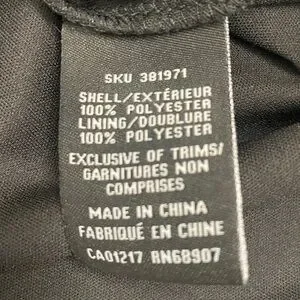 SKU 381971
SHELL/EXTÉRIEUR
100% POLYESTER
LINING/DOUBLURE
100% POLYESTER
EXCLUSIVE OF TRIMS/
GARNITURES NON
COMPRISES
MADE IN CHINA
FABRIQUÉ EN CHINE
CA01217 RN68907